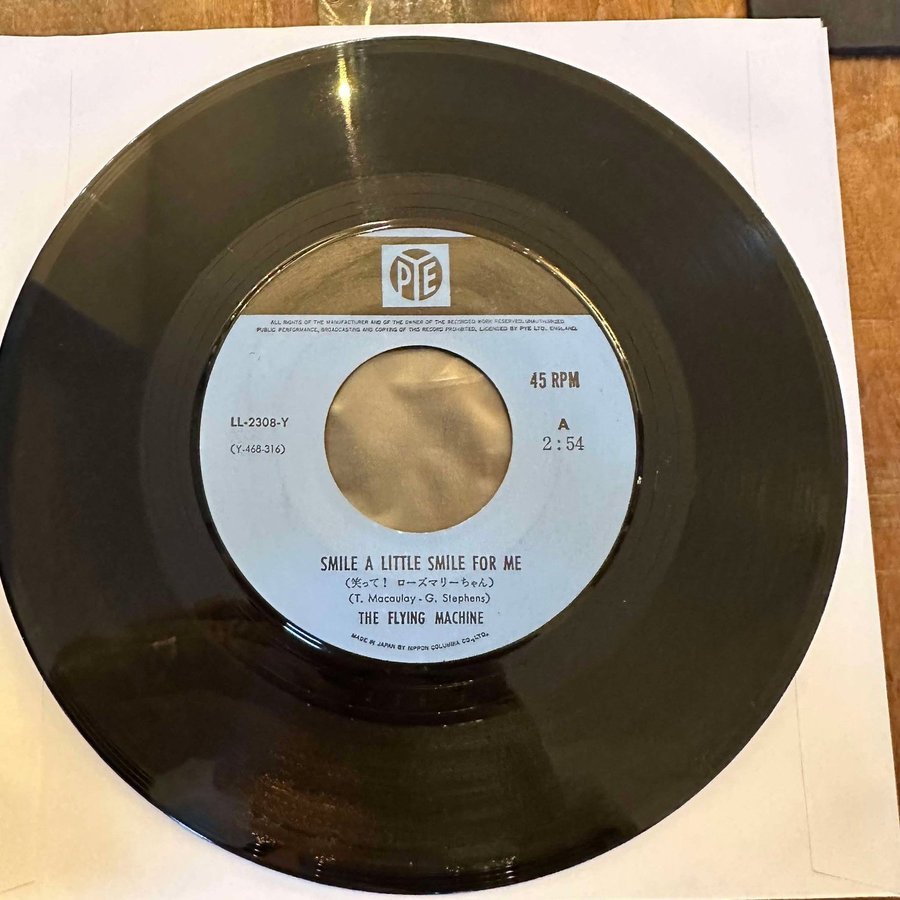 PYE
ALL RIGHTS OF THE MANUFACTURER AND OF THE OWNER OF THE RECORDED WORK RESERVED. UNAUTHORIZED
PUBLIC PERFORMANCE, BROADCASTING AND COPYING OF THIS RECORD PROHIBITED, LICENSED BY PYE LTD., ENGLAND.
45 RPM
LL-2308-Y
A
(Y-468-316)
2:54
SMILE A LITTLE SMILE FOR ME
(笑って! ローズマリーちゃん)
(T. Macaulay - G. Stephens)
THE FLYING MACHINE
MADE IN JAPAN BY NIPPON COLUMBIA CO., LTD.